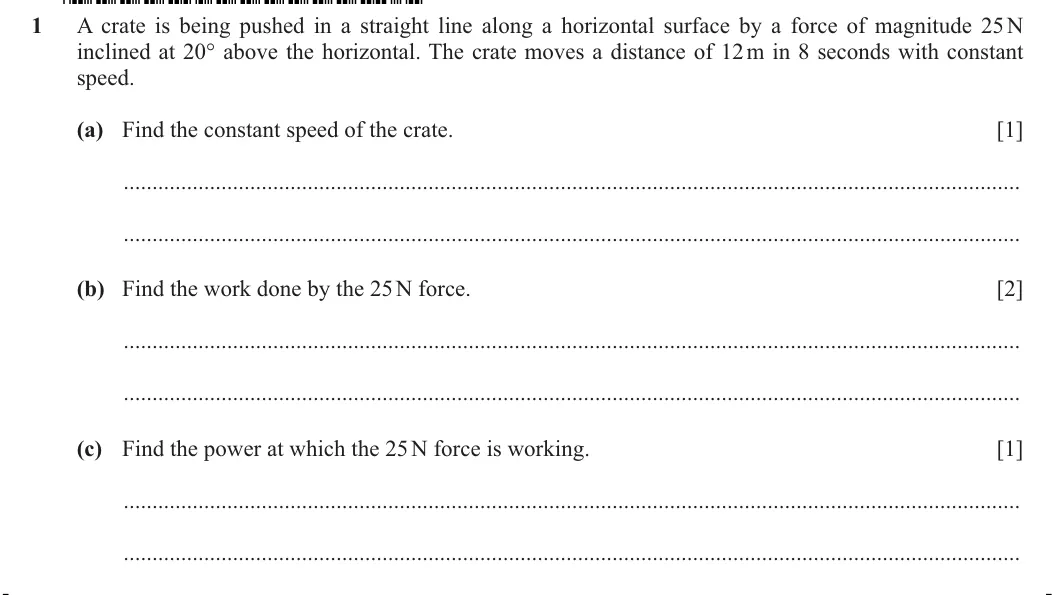 1 A crate is being pushed in a straight line along a horizontal surface by a force of magnitude 25 N
inclined at 20° above the horizontal. The crate moves a distance of 12 m in 8 seconds with constant
speed.
(a) Find the constant speed of the crate. [1]
(b) Find the work done by the 25 N force. [2]
(c) Find the power at which the 25 N force is working. [1]